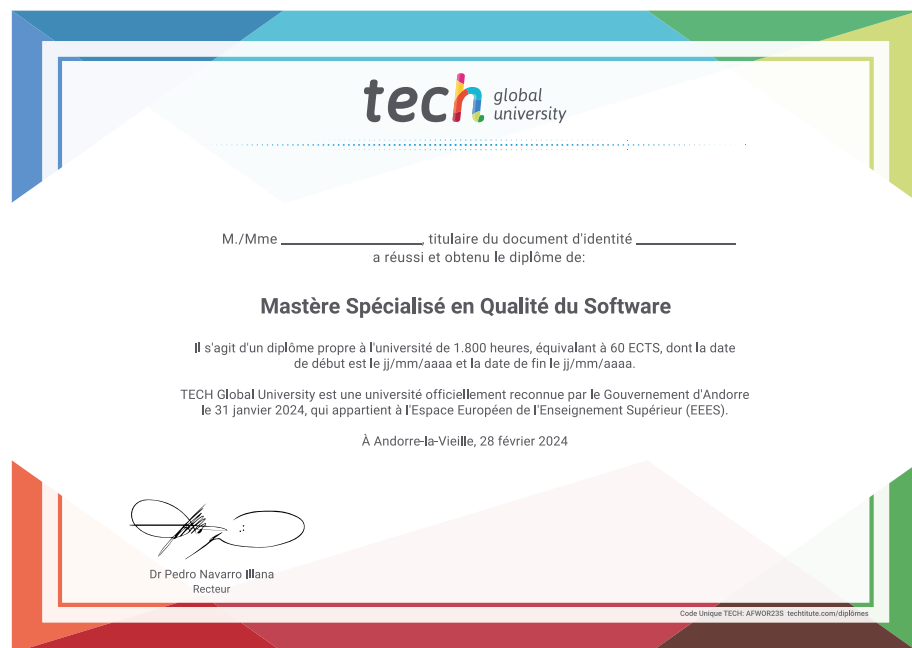 tech global
university
M./Mme ________________, titulaire du document d'identité ____________
a réussi et obtenu le diplôme de:
Mastère Spécialisé en Qualité du Software
Il s'agit d'un diplôme propre à l'université de 1.800 heures, équivalant à 60 ECTS, dont la date
de début est le jj/mm/aaaa et la date de fin le jj/mm/aaaa.
TECH Global University est une université officiellement reconnue par le Gouvernement d'Andorre
le 31 janvier 2024, qui appartient à l'Espace Européen de l'Enseignement Supérieur (EEES).
À Andorre-la-Vieille, 28 février 2024
Dr Pedro Navarro Illana
Recteur
Code Unique TECH: AFWOR23S techtitute.com/diplômes